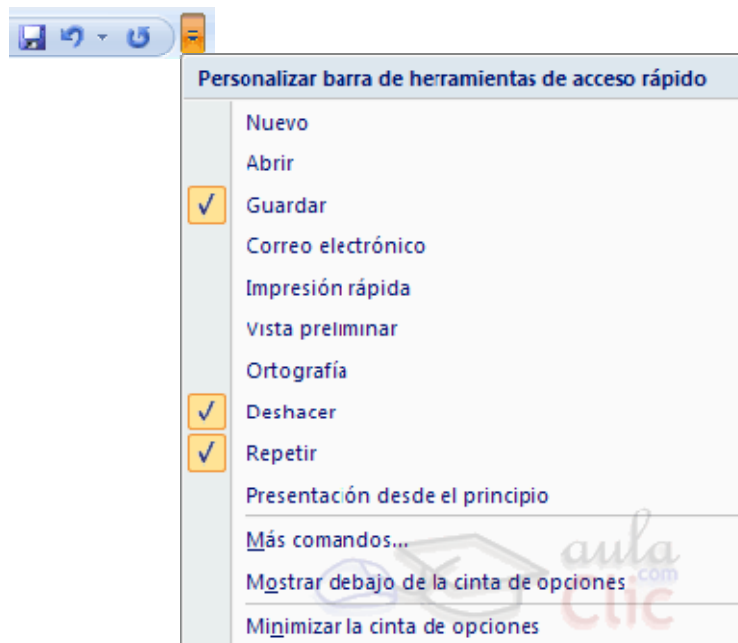 Personalizar barra de herramientas de acceso rápido
Nuevo
Abrir
Guardar
Correo electrónico
Impresión rápida
Vista preliminar
Ortografía
Deshacer
Repetir
Presentación desde el principio
Más comandos...
Mostrar debajo de la cinta de opciones
Minimizar la cinta de opciones
aula
.com
Clic